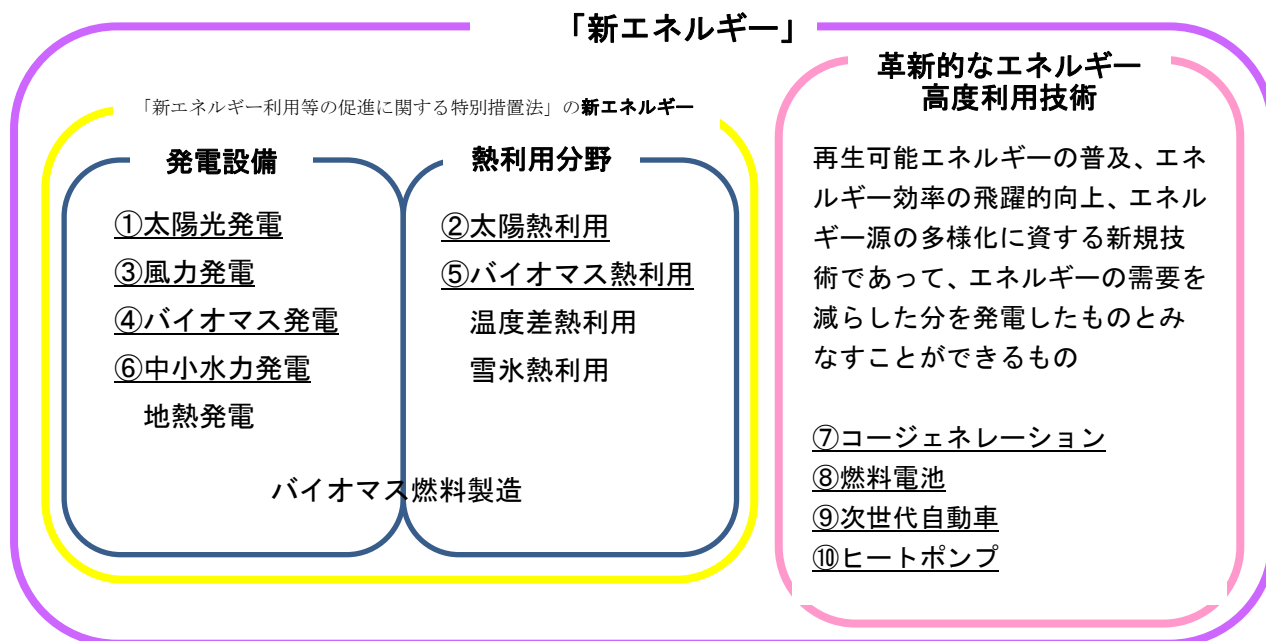 「新エネルギー」
「新エネルギー利用等の促進に関する特別措置法」の新エネルギー
発電設備
①太陽光発電
③風力発電
④バイオマス発電
⑥中小水力発電
地熱発電
熱利用分野
②太陽熱利用
⑤バイオマス熱利用
温度差熱利用
雪氷熱利用
バイオマス燃料製造
革新的なエネルギー
高度利用技術
再生可能エネルギーの普及、エネ
ルギー効率の飛躍的向上、エネル
ギー源の多様化に資する新規技
術であって、エネルギーの需要を
減らした分を発電したものとみ
なすことができるもの
⑦コージェネレーション
⑧燃料電池
⑨次世代自動車
⑩ヒートポンプ